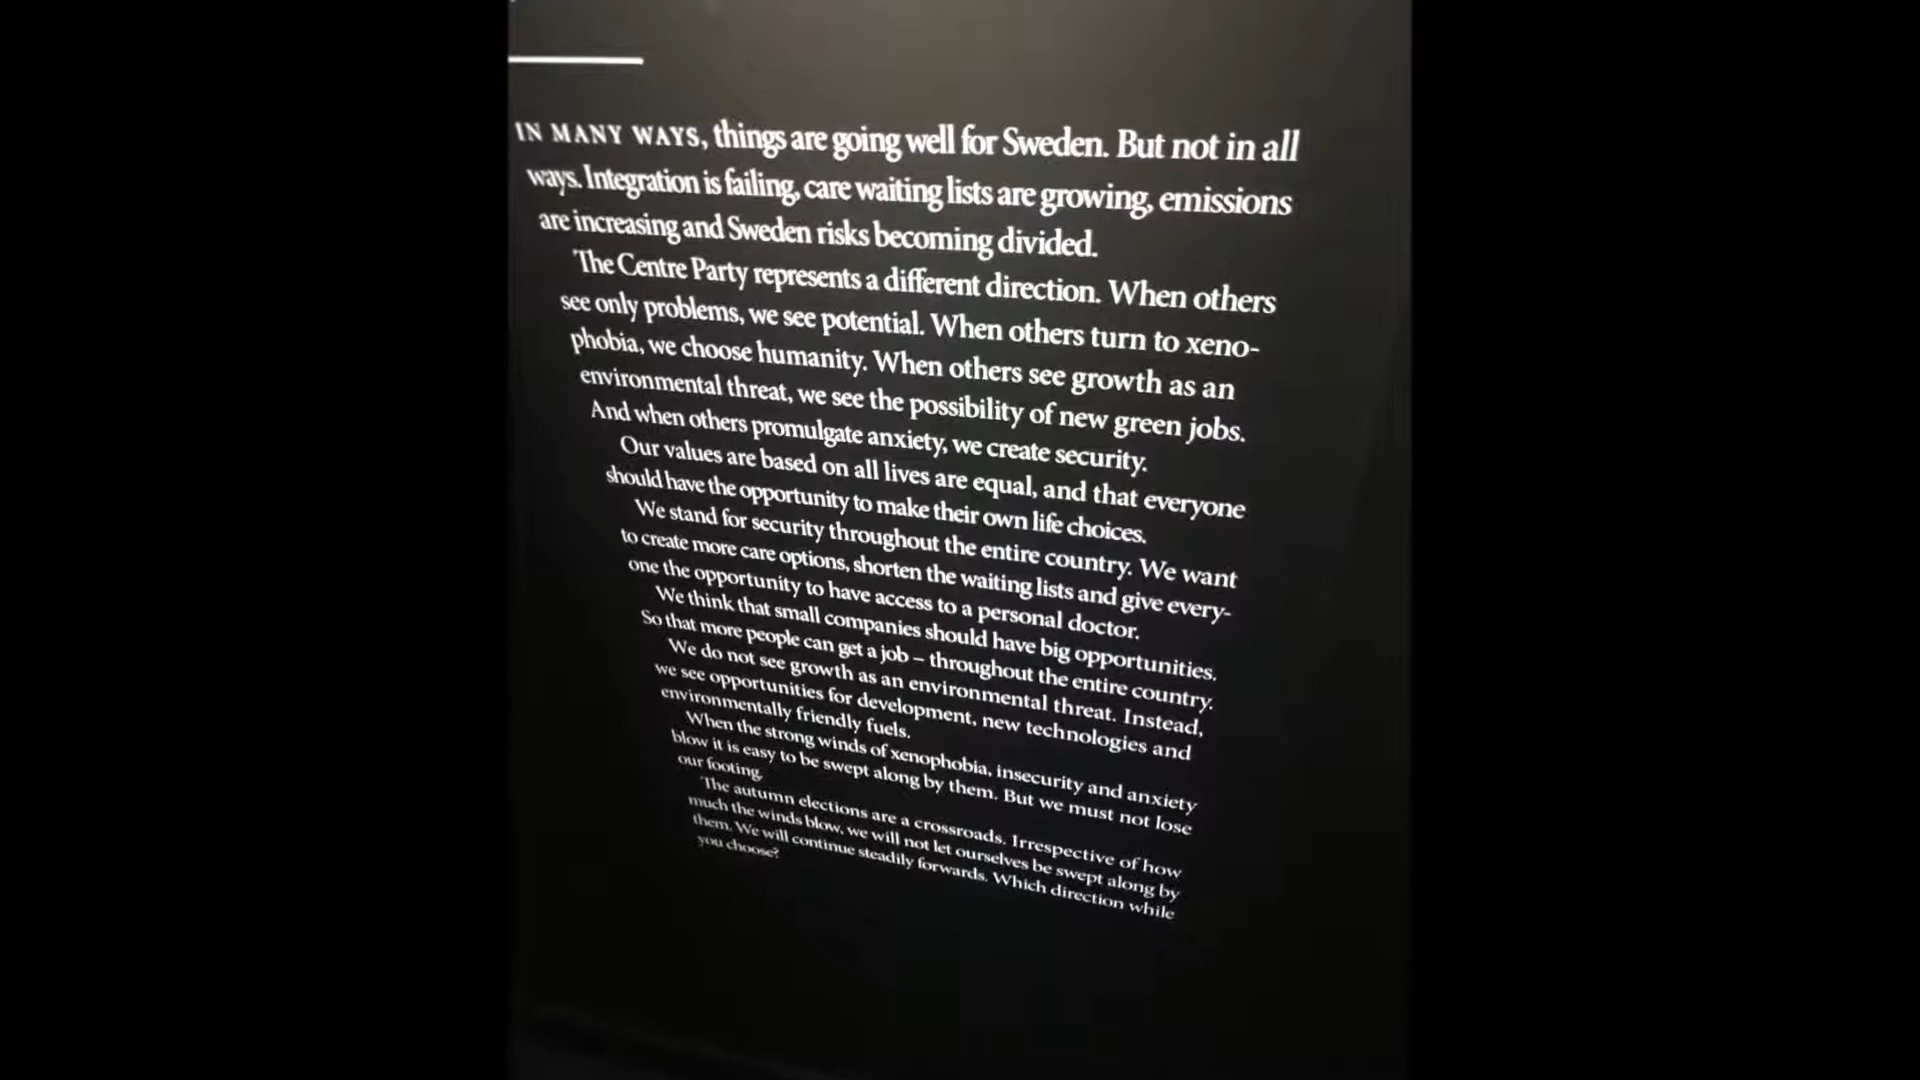 IN MANY WAYS, things are going well for Sweden. But not in all
ways. Integration is failing, care waiting lists are growing, emissions
are increasing and Sweden risks becoming divided.
The Centre Party represents a different direction. When others
see only problems, we see potential. When others turn to xeno-
phobia, we choose humanity. When others see growth as an
environmental threat, we see the possibility of new green jobs.
And when others promulgate anxiety, we create security.
Our values are based on all lives are equal, and that everyone
should have the opportunity to make their own life choices.
We stand for security throughout the entire country. We want
to create more care options, shorten the waiting lists and give every-
one the opportunity to have access to a personal doctor.
We think that small companies should have big opportunities.
So that more people can get a job – throughout the entire country.
We do not see growth as an environmental threat. Instead,
we see opportunities for development, new technologies and
environmentally friendly fuels.
When the strong winds of xenophobia, insecurity and anxiety
blow it is easy to be swept along by them. But we must not lose
our footing.
The autumn elections are a crossroads. Irrespective of how
much the winds blow, we will not let ourselves be swept along by
them. We will continue steadily forwards. Which direction while
you choose?